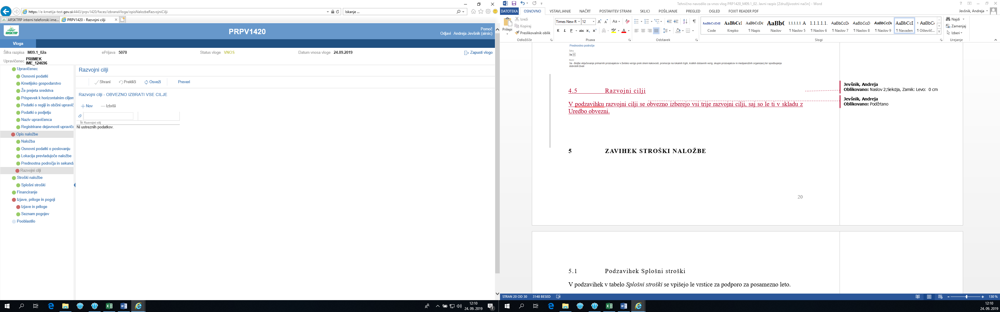 https://e-kmetija-test.gov.si:4443/prpv1420/faces/izbranaVloga/opisNalozbeRazvojniCilji
Iskanje ...
ARSKTRP interni telefonski ime...
PRPV1420 - Razvojni cilji
ARSKTRP
PRPV1420
Pomoč
Odjavi Andreja Jevšnik (airsic)
Vloga
Šifra razpisa M09.1_02a
ePrijava 5070
Status vloge VNOS
Datum vnosa vloge 24.09.2019
Zapusti vlogo
Upravičenec PRIIMEK
IME_124696
Upravičenec
Osnovni podatki
Kmetijsko gospodarstvo
Že prejeta sredstva
Prispevek k horizontalnim ciljem
Podatki o regiji in občini upravič
Podatki o podjetju
Naziv upravičenca
Registrirane dejavnosti upraviče
Opis naložbe
Naložba
Osnovni podatki o poslovanju
Lokacija prevladujoče naložbe
Prednostna področja in sekunda
Razvojni cilji
Stroški naložbe
Splošni stroški
Financiranje
Izjave, priloge in pogoji
Izjave in priloge
Seznam pogojev
Pooblastilo
Razvojni cilji
Shrani Prekliči Osveži Preveri
Razvojni cilji - OBVEZNO IZBRATI VSE CILJE
Nov Izbriši
Št Razvojni cilj
Ni ustreznih podatkov.
12:10
24. 09. 2019
2
Tehnično navodilo za vnos vlog PRP1420_M09.1_02. Javni razpis [Združljivostni način] - Word
DATOTEKA OSNOVNO VSTAVLJANJE NAČRT POSTAVITEV STRANI SKLICI POŠILJANJE PREGLED OGLED FOXIT READER PDF
Jevšnik, Andreja
Prilepi
Izreži
Kopiraj
Preslikovalnik oblik
Odložišče
Times New R 12
K L P abc x₂ x²
Pisava
Odstavek
AaBbCcDdI AaBbCcI AaBbCcDd AaBbC 1.1.1.1.1 A 1.1.1.1.1. AaBbCcDd AaBbCcD AaBbCcDd AaBbCcI AaBbC
Code Krepko ¶ Napis Naslov ¶ Naslov 5 ¶ Naslov 6 ¶ Naslov 7 ¶ Naslov 8 ¶ Naslov 9 ¶ Navaden ¶ Oštevilč...
Slogi
Najdi
Zamenjaj
Izberi
Urejanje
Prednostno področje
Šifra
3a
Naziv
3a - Boljše vključevanje primarnih proizvajalcev v živilsko verigo prek shem kakovosti, promocije na lokalnih trgih, kratkih dobavnih verig, skupin proizvajalcev in medpanožnih organizacij ter spodbujanja
dobrobiti živali
4.5 Razvojni cilji
V podzavihku razvojni cilji se obvezno izberejo vsi trije razvojni cilji, saj so le ti v skladu z
Uredbo obvezni.
Jevšnik, Andreja
Oblikovano: Naslov 2;Sekcija, Zamik: Levo: 0 cm
Jevšnik, Andreja
Oblikovano: Podčrtano
5 ZAVIHEK STROŠKI NALOŽBE
20
5.1 Podzavihek Splošni stroški
V podzavihek v tabelo Splošni stroški se vpišejo le vrstice za podporo za posamezno leto.
STRAN 20 OD 30 3148 BESED
130 %
12:10
24. 09. 2019